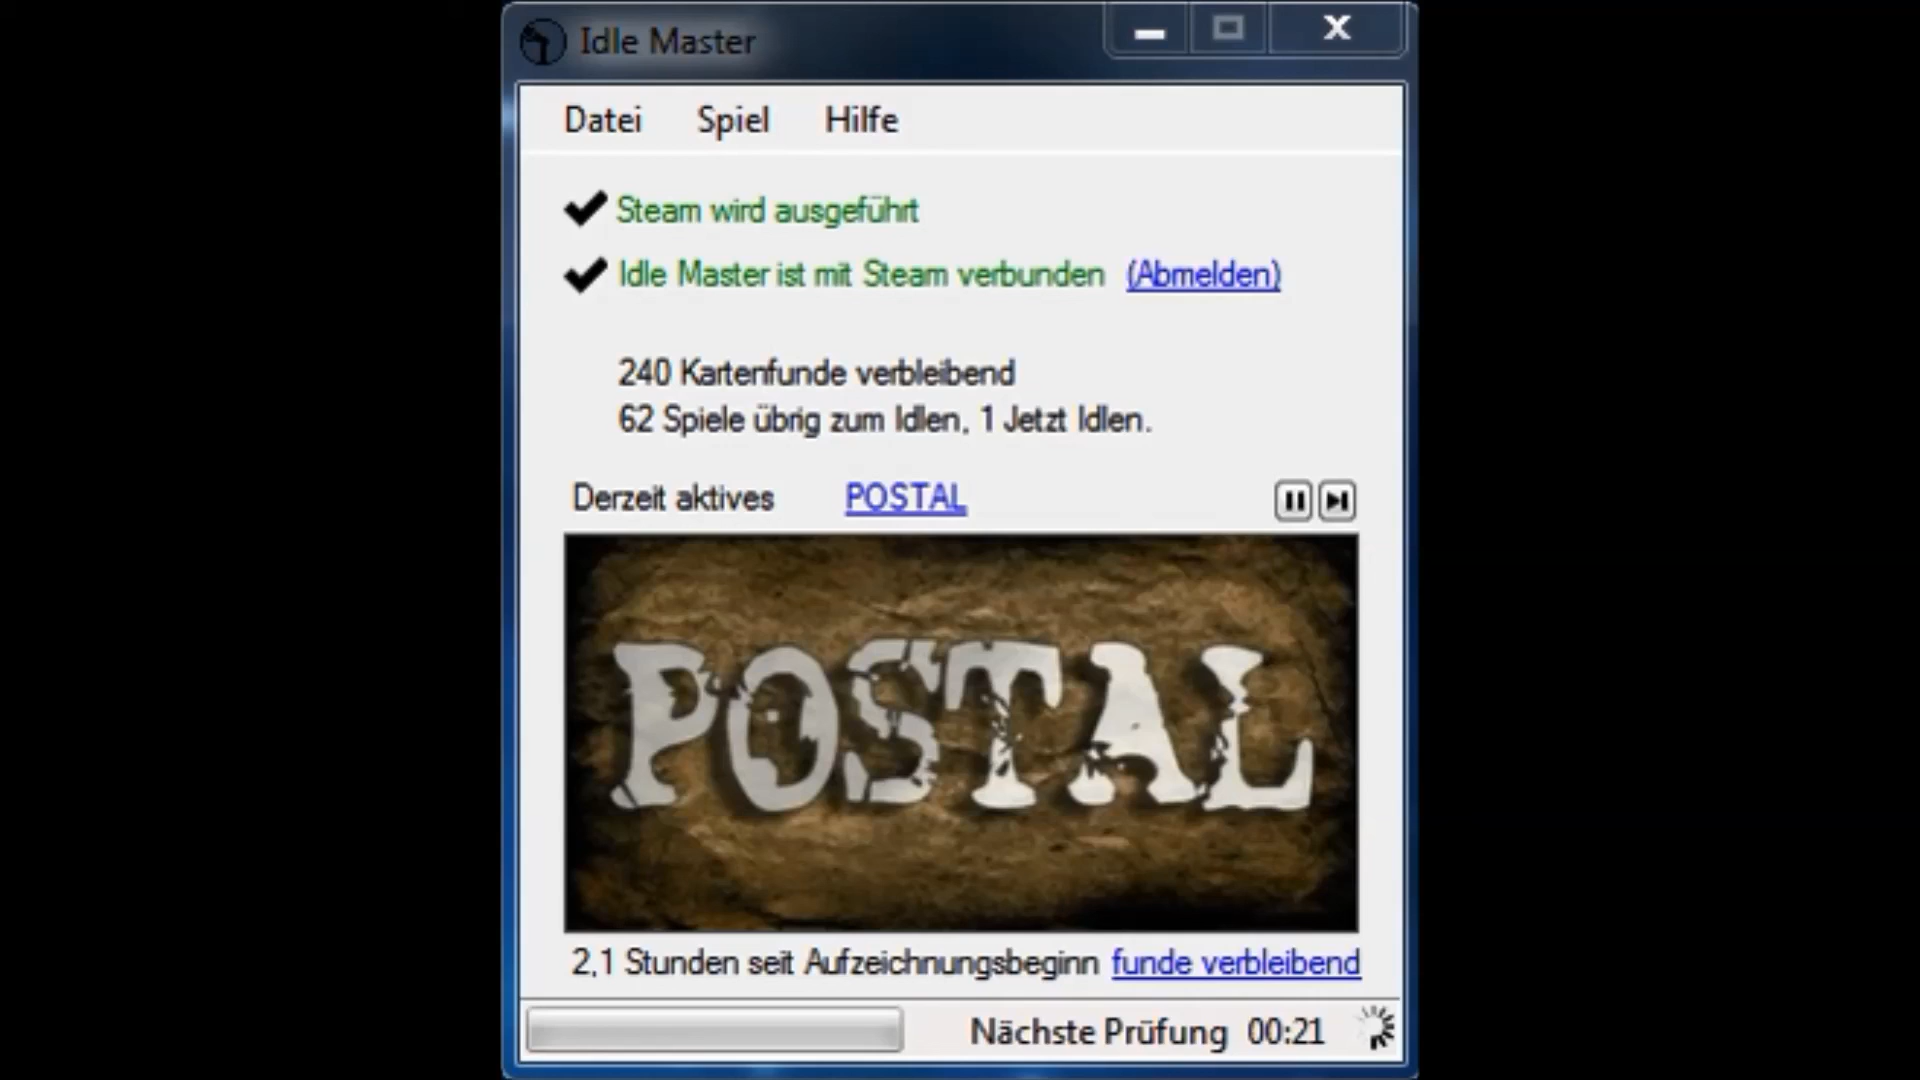 Idle Master
Datei Spiel Hilfe
Steam wird ausgeführt
Idle Master ist mit Steam verbunden (Abmelden)
240 Kartenfunde verbleibend
62 Spiele übrig zum Idlen, 1 Jetzt Idlen.
Derzeit aktives POSTAL
POSTAL
2,1 Stunden seit Aufzeichnungsbeginn funde verbleibend
Nächste Prüfung 00:21